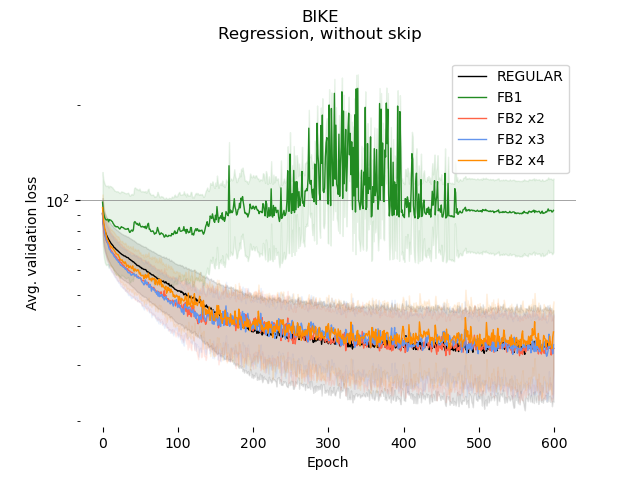 BIKE
Regression, without skip
REGULAR
FB1
FB2 x2
FB2 x3
FB2 x4
10²
Avg. validation loss
0 100 200 300 400 500 600
Epoch